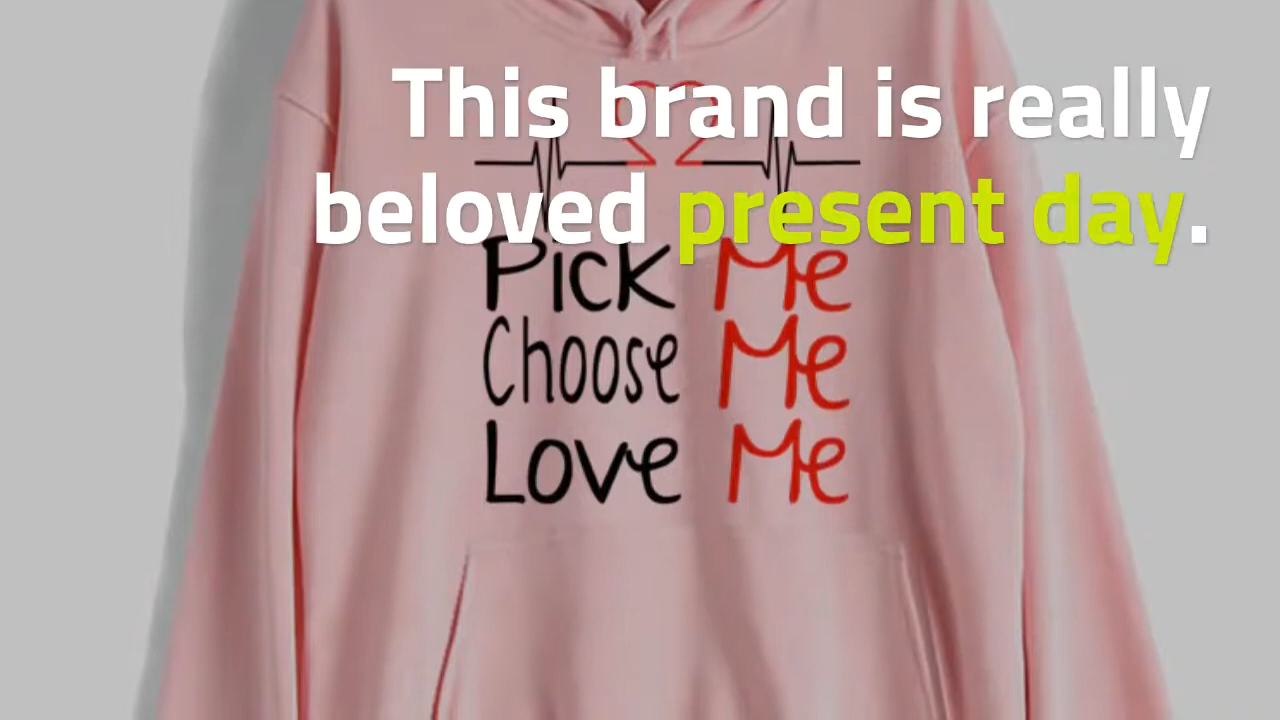 This brand is really
beloved present day.
Pick Me
Choose Me
Love Me